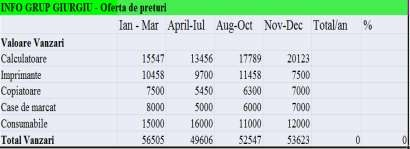 INFO GRUP GIURGIU - Oferta de preturi
Ian - Mar April-Iul Aug-Oct Nov-Dec Total/an %
Valoare Vanzari
Calculatoare 15547 13456 17789 20123
Imprimante 10458 9700 11458 7500
Copiatoare 7500 5450 6300 7000
Case de marcat 8000 5000 6000 7000
Consumabile 15000 16000 11000 12000
Total Vanzari 56505 49606 52547 53623 0 0